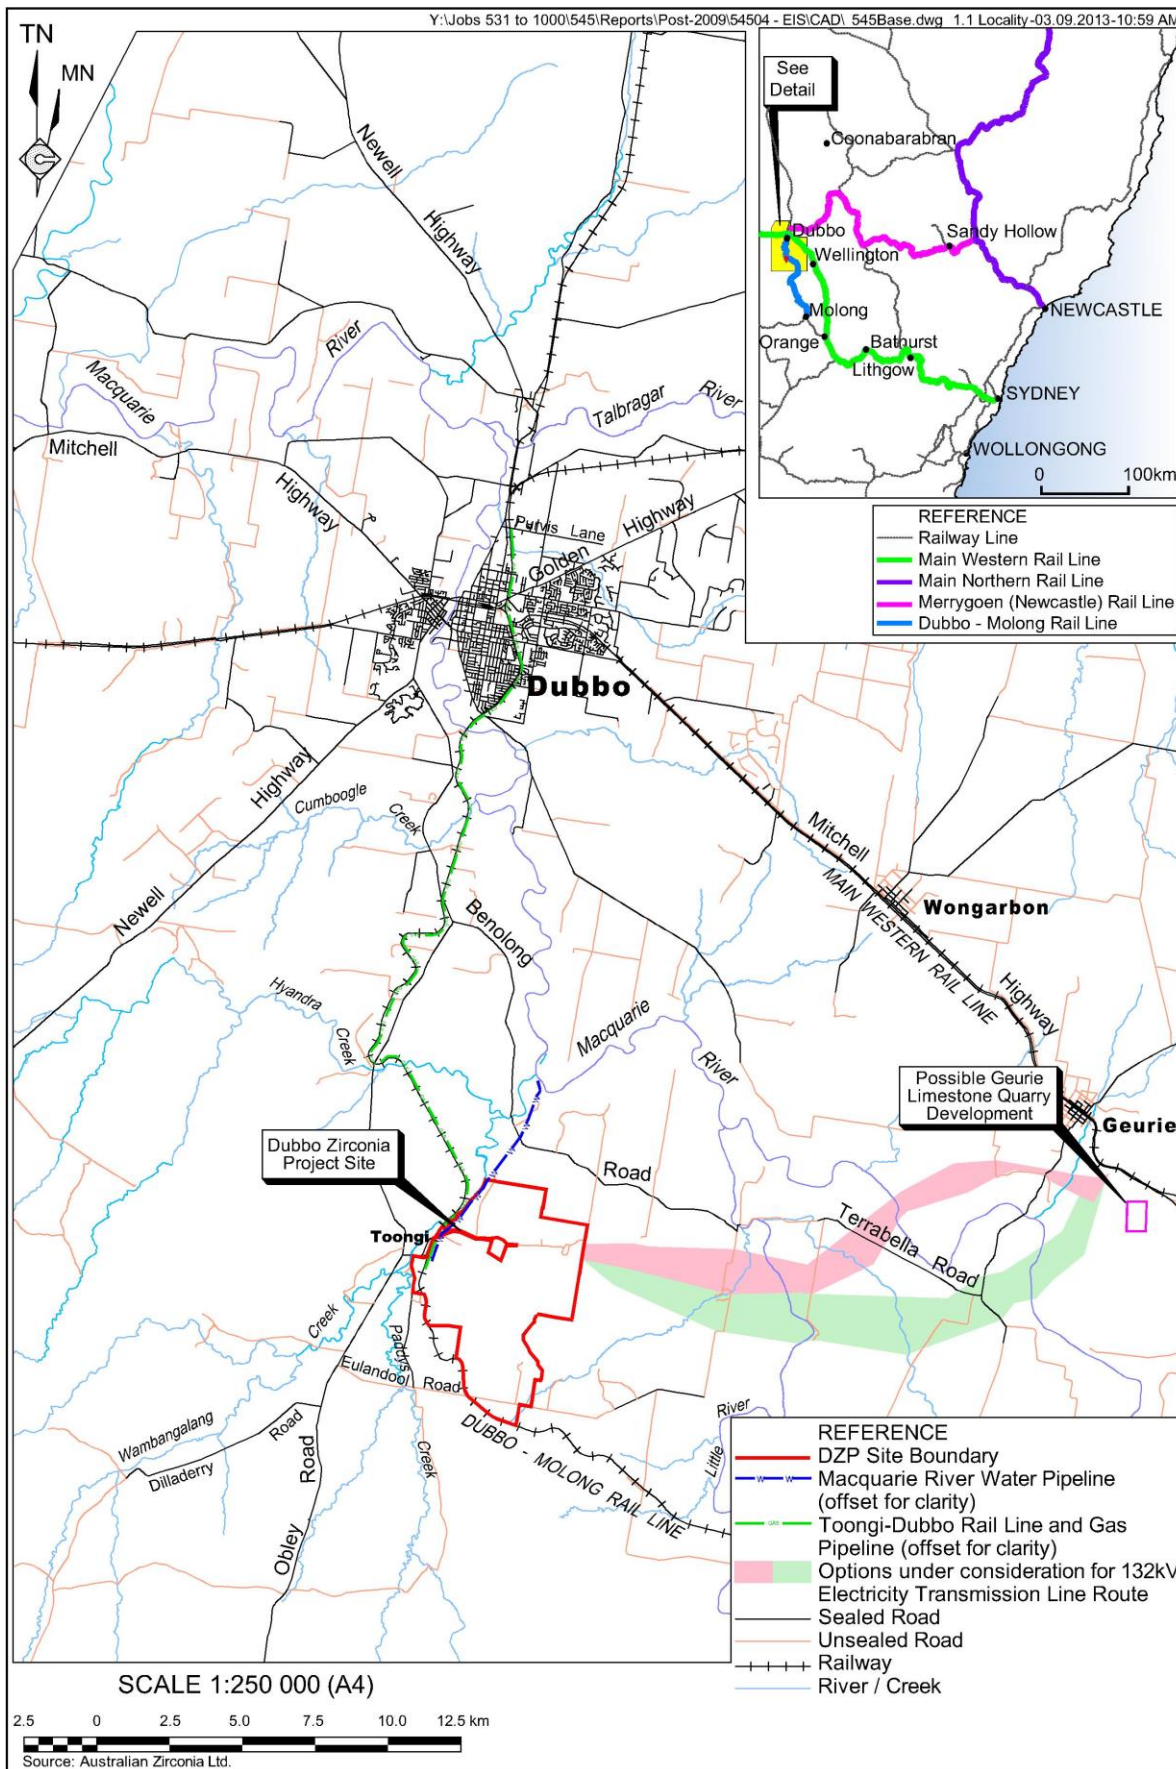 Y:\Jobs 531 to 1000\545\Reports\Post-2009\54504 - EIS\CAD\_545Base.dwg 1.1 Locality-03.09.2013-10:59 AM
TN
MN
See
Detail
Coonabarabran
Dubbo
Sandy Hollow
Wellington
Molong
NEWCASTLE
Orange
Bathurst
Lithgow
SYDNEY
WOLLONGONG
0 100km
REFERENCE
Railway Line
Main Western Rail Line
Main Northern Rail Line
Merrygoen (Newcastle) Rail Line
Dubbo - Molong Rail Line
Newell
Highway
River
Macquarie
Talbragar River
Mitchell
Highway
Purvis Lane
Golden Highway
Dubbo
Highway
Newell
Cumboogle
Creek
Mitchell
MAIN WESTERN RAIL LINE
Highway
Wongarbon
Benolong
Hyandra
Creek
Macquarie
River
Possible Geurie
Limestone Quarry
Development
Geurie
Dubbo Zirconia
Project Site
Road
Toongi
Terrabella Road
Creek
Paddys
Eulandool Road
Wambangalang
Dilladerry Road
Road
Obley
Creek
DUBBO - MOLONG RAIL LINE
River
Little
REFERENCE
DZP Site Boundary
W W Macquarie River Water Pipeline
(offset for clarity)
GAS Toongi-Dubbo Rail Line and Gas
Pipeline (offset for clarity)
Options under consideration for 132kV
Electricity Transmission Line Route
Sealed Road
Unsealed Road
Railway
River / Creek
SCALE 1:250 000 (A4)
2.5 0 2.5 5.0 7.5 10.0 12.5 km
Source: Australian Zirconia Ltd.